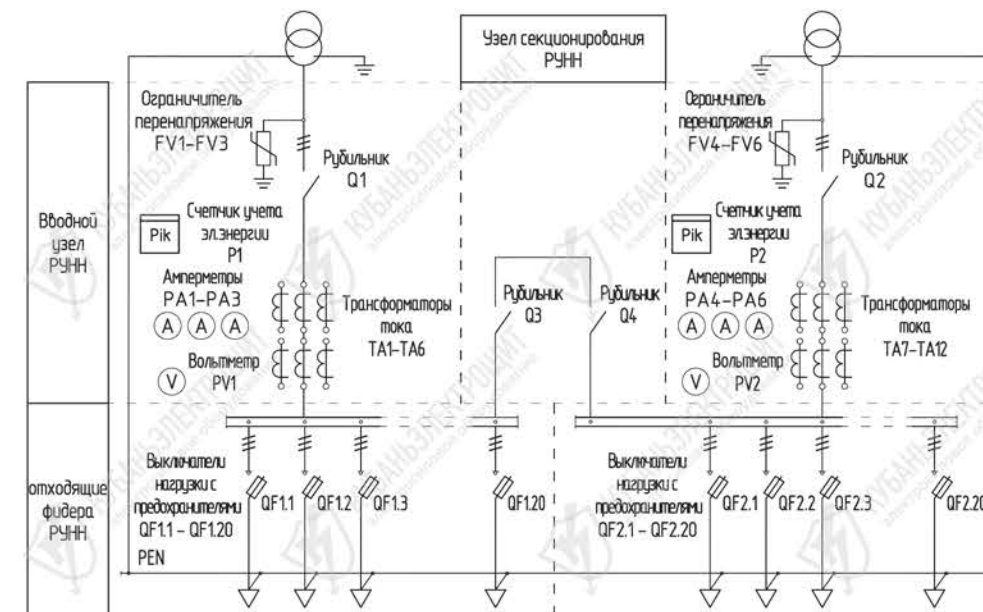 Узел секционирования
РУНН
Ограничитель
перенапряжения
FV1-FV3
Рубильник
Q1
Вводной
узел
РУНН
Pik
Счетчик учета
эл.энергии
P1
Амперметры
PA1-PA3
A A A
Вольтметр
PV1
V
Трансформаторы
тока
TA1-TA6
Рубильник
Q3
Рубильник
Q4
Ограничитель
перенапряжения
FV4-FV6
Рубильник
Q2
Pik
Счетчик учета
эл.энергии
P2
Амперметры
PA4-PA6
A A A
Вольтметр
PV2
V
Трансформаторы
тока
TA7-TA12
отходящие
фидера
РУНН
Выключатели
нагрузки с
предохранителями
QF1.1 - QF1.20
PEN
QF1.1
QF1.2
QF1.3
QF1.20
Выключатели
нагрузки с
предохранителями
QF2.1 - QF2.20
QF2.1
QF2.2
QF2.3
QF2.20
КУБАНЬЭЛЕКТРОЩИТ
электрощитовое оборудование